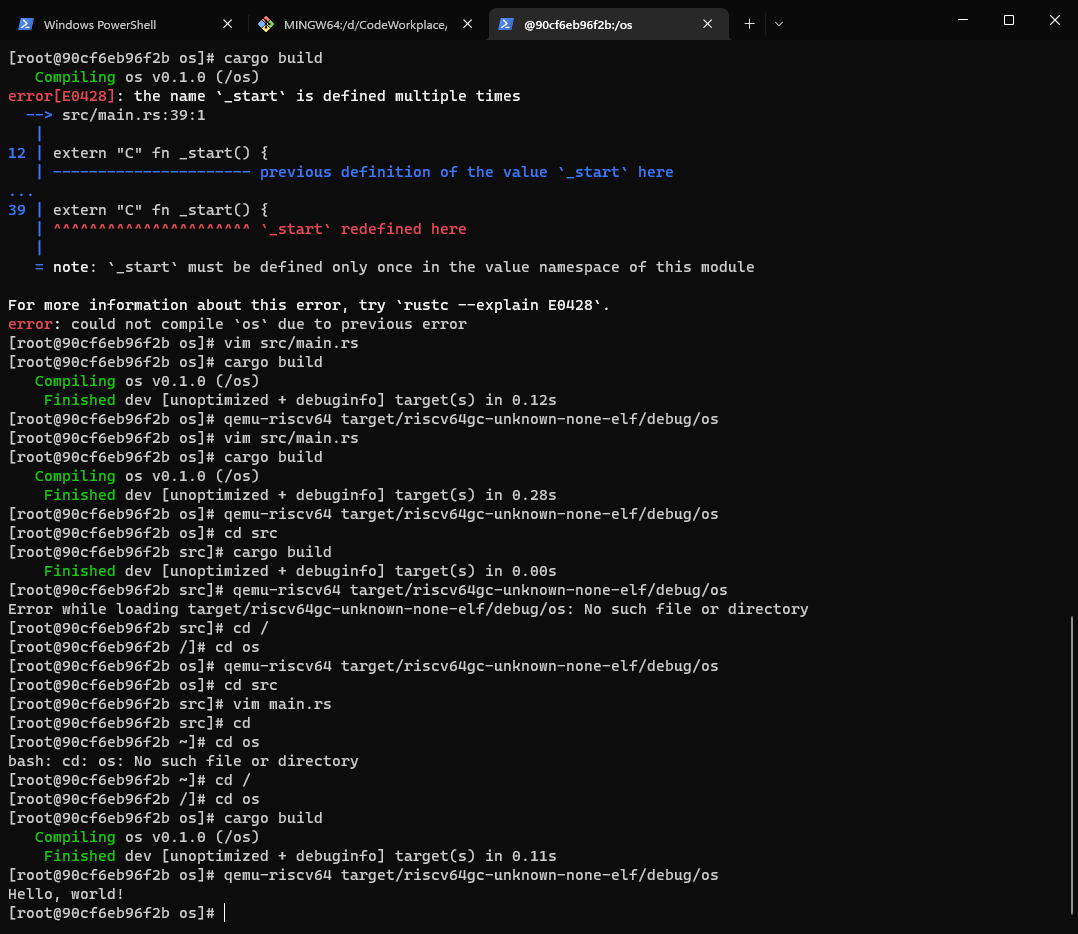 Windows PowerShell
MINGW64:/d/CodeWorkplace/
@90cf6eb96f2b:/os
[root@90cf6eb96f2b os]# cargo build
Compiling os v0.1.0 (/os)
error[E0428]: the name `_start` is defined multiple times
--> src/main.rs:39:1
|
12 | extern "C" fn _start() {
| ---------------------- previous definition of the value `_start` here
...
39 | extern "C" fn _start() {
| ^^^^^^^^^^^^^^^^^^^^^^ `_start` redefined here
|
= note: `_start` must be defined only once in the value namespace of this module
For more information about this error, try `rustc --explain E0428`.
error: could not compile `os` due to previous error
[root@90cf6eb96f2b os]# vim src/main.rs
[root@90cf6eb96f2b os]# cargo build
Compiling os v0.1.0 (/os)
Finished dev [unoptimized + debuginfo] target(s) in 0.12s
[root@90cf6eb96f2b os]# qemu-riscv64 target/riscv64gc-unknown-none-elf/debug/os
[root@90cf6eb96f2b os]# vim src/main.rs
[root@90cf6eb96f2b os]# cargo build
Compiling os v0.1.0 (/os)
Finished dev [unoptimized + debuginfo] target(s) in 0.28s
[root@90cf6eb96f2b os]# qemu-riscv64 target/riscv64gc-unknown-none-elf/debug/os
[root@90cf6eb96f2b os]# cd src
[root@90cf6eb96f2b src]# cargo build
Finished dev [unoptimized + debuginfo] target(s) in 0.00s
[root@90cf6eb96f2b src]# qemu-riscv64 target/riscv64gc-unknown-none-elf/debug/os
Error while loading target/riscv64gc-unknown-none-elf/debug/os: No such file or directory
[root@90cf6eb96f2b src]# cd /
[root@90cf6eb96f2b /]# cd os
[root@90cf6eb96f2b os]# qemu-riscv64 target/riscv64gc-unknown-none-elf/debug/os
[root@90cf6eb96f2b os]# cd src
[root@90cf6eb96f2b src]# vim main.rs
[root@90cf6eb96f2b src]# cd
[root@90cf6eb96f2b ~]# cd os
bash: cd: os: No such file or directory
[root@90cf6eb96f2b ~]# cd /
[root@90cf6eb96f2b /]# cd os
[root@90cf6eb96f2b os]# cargo build
Compiling os v0.1.0 (/os)
Finished dev [unoptimized + debuginfo] target(s) in 0.11s
[root@90cf6eb96f2b os]# qemu-riscv64 target/riscv64gc-unknown-none-elf/debug/os
Hello, world!
[root@90cf6eb96f2b os]#